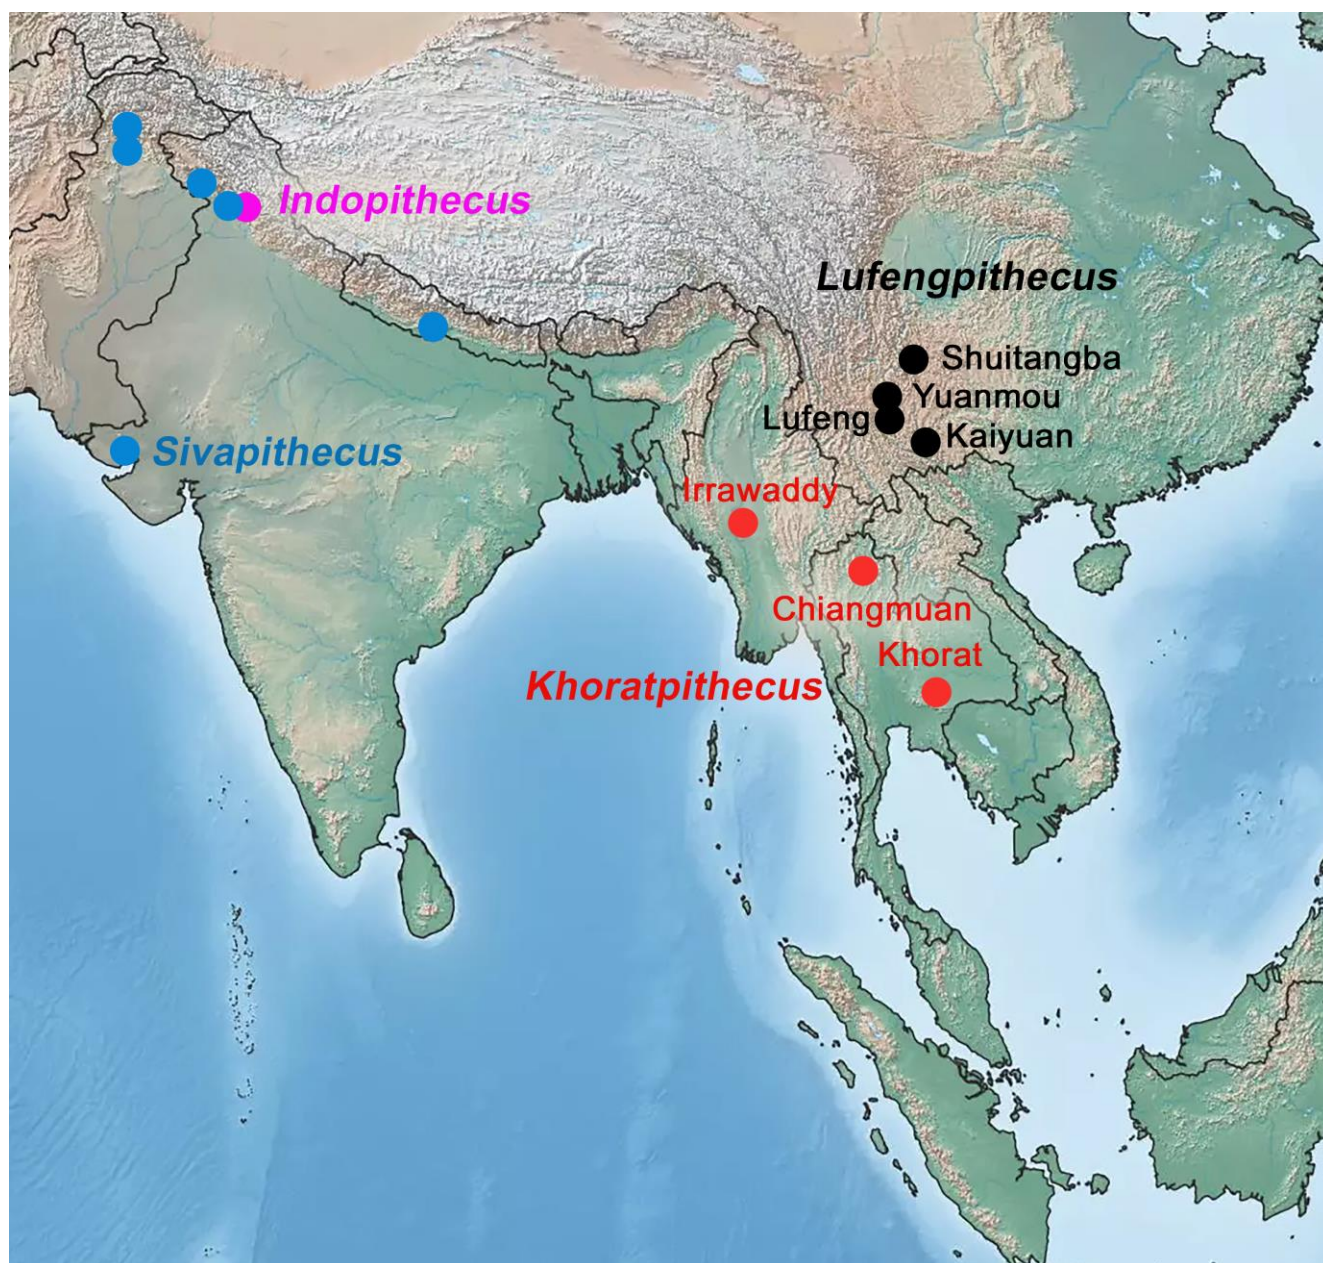 Indopithecus
Lufengpithecus
Shuitangba
Yuanmou
Lufeng
Kaiyuan
Sivapithecus
Irrawaddy
Chiangmuan
Khorat
Khoratpithecus